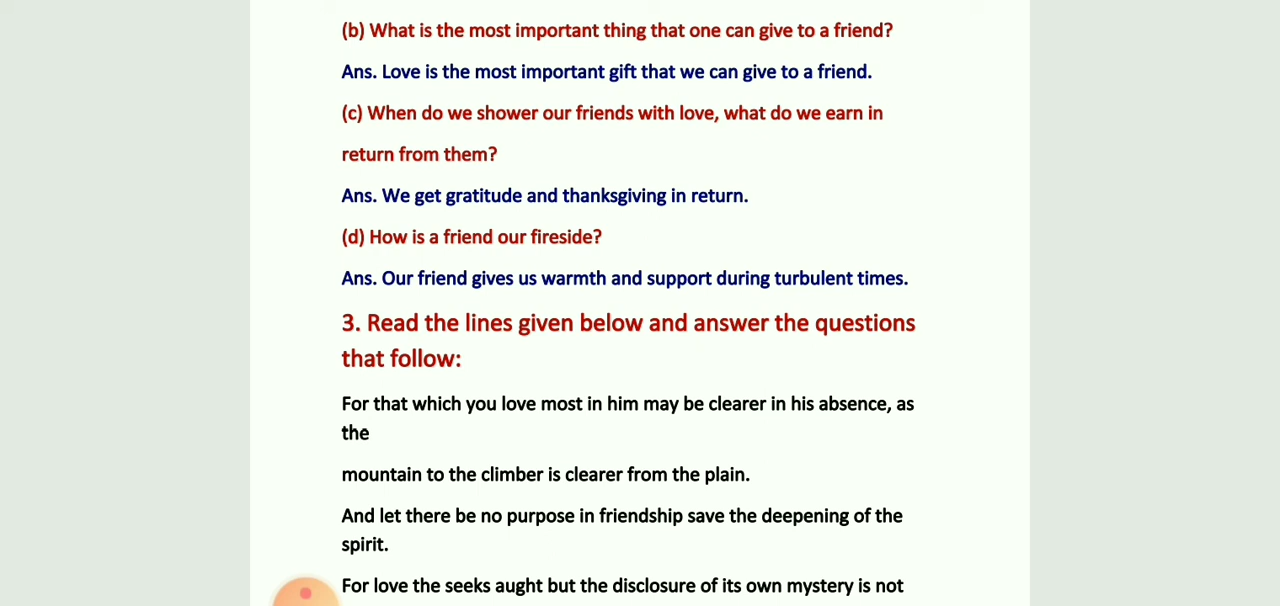 (b) What is the most important thing that one can give to a friend?
Ans. Love is the most important gift that we can give to a friend.
(c) When do we shower our friends with love, what do we earn in
return from them?
Ans. We get gratitude and thanksgiving in return.
(d) How is a friend our fireside?
Ans. Our friend gives us warmth and support during turbulent times.
3. Read the lines given below and answer the questions
that follow:
For that which you love most in him may be clearer in his absence, as
the
mountain to the climber is clearer from the plain.
And let there be no purpose in friendship save the deepening of the
spirit.
For love the seeks aught but the disclosure of its own mystery is not